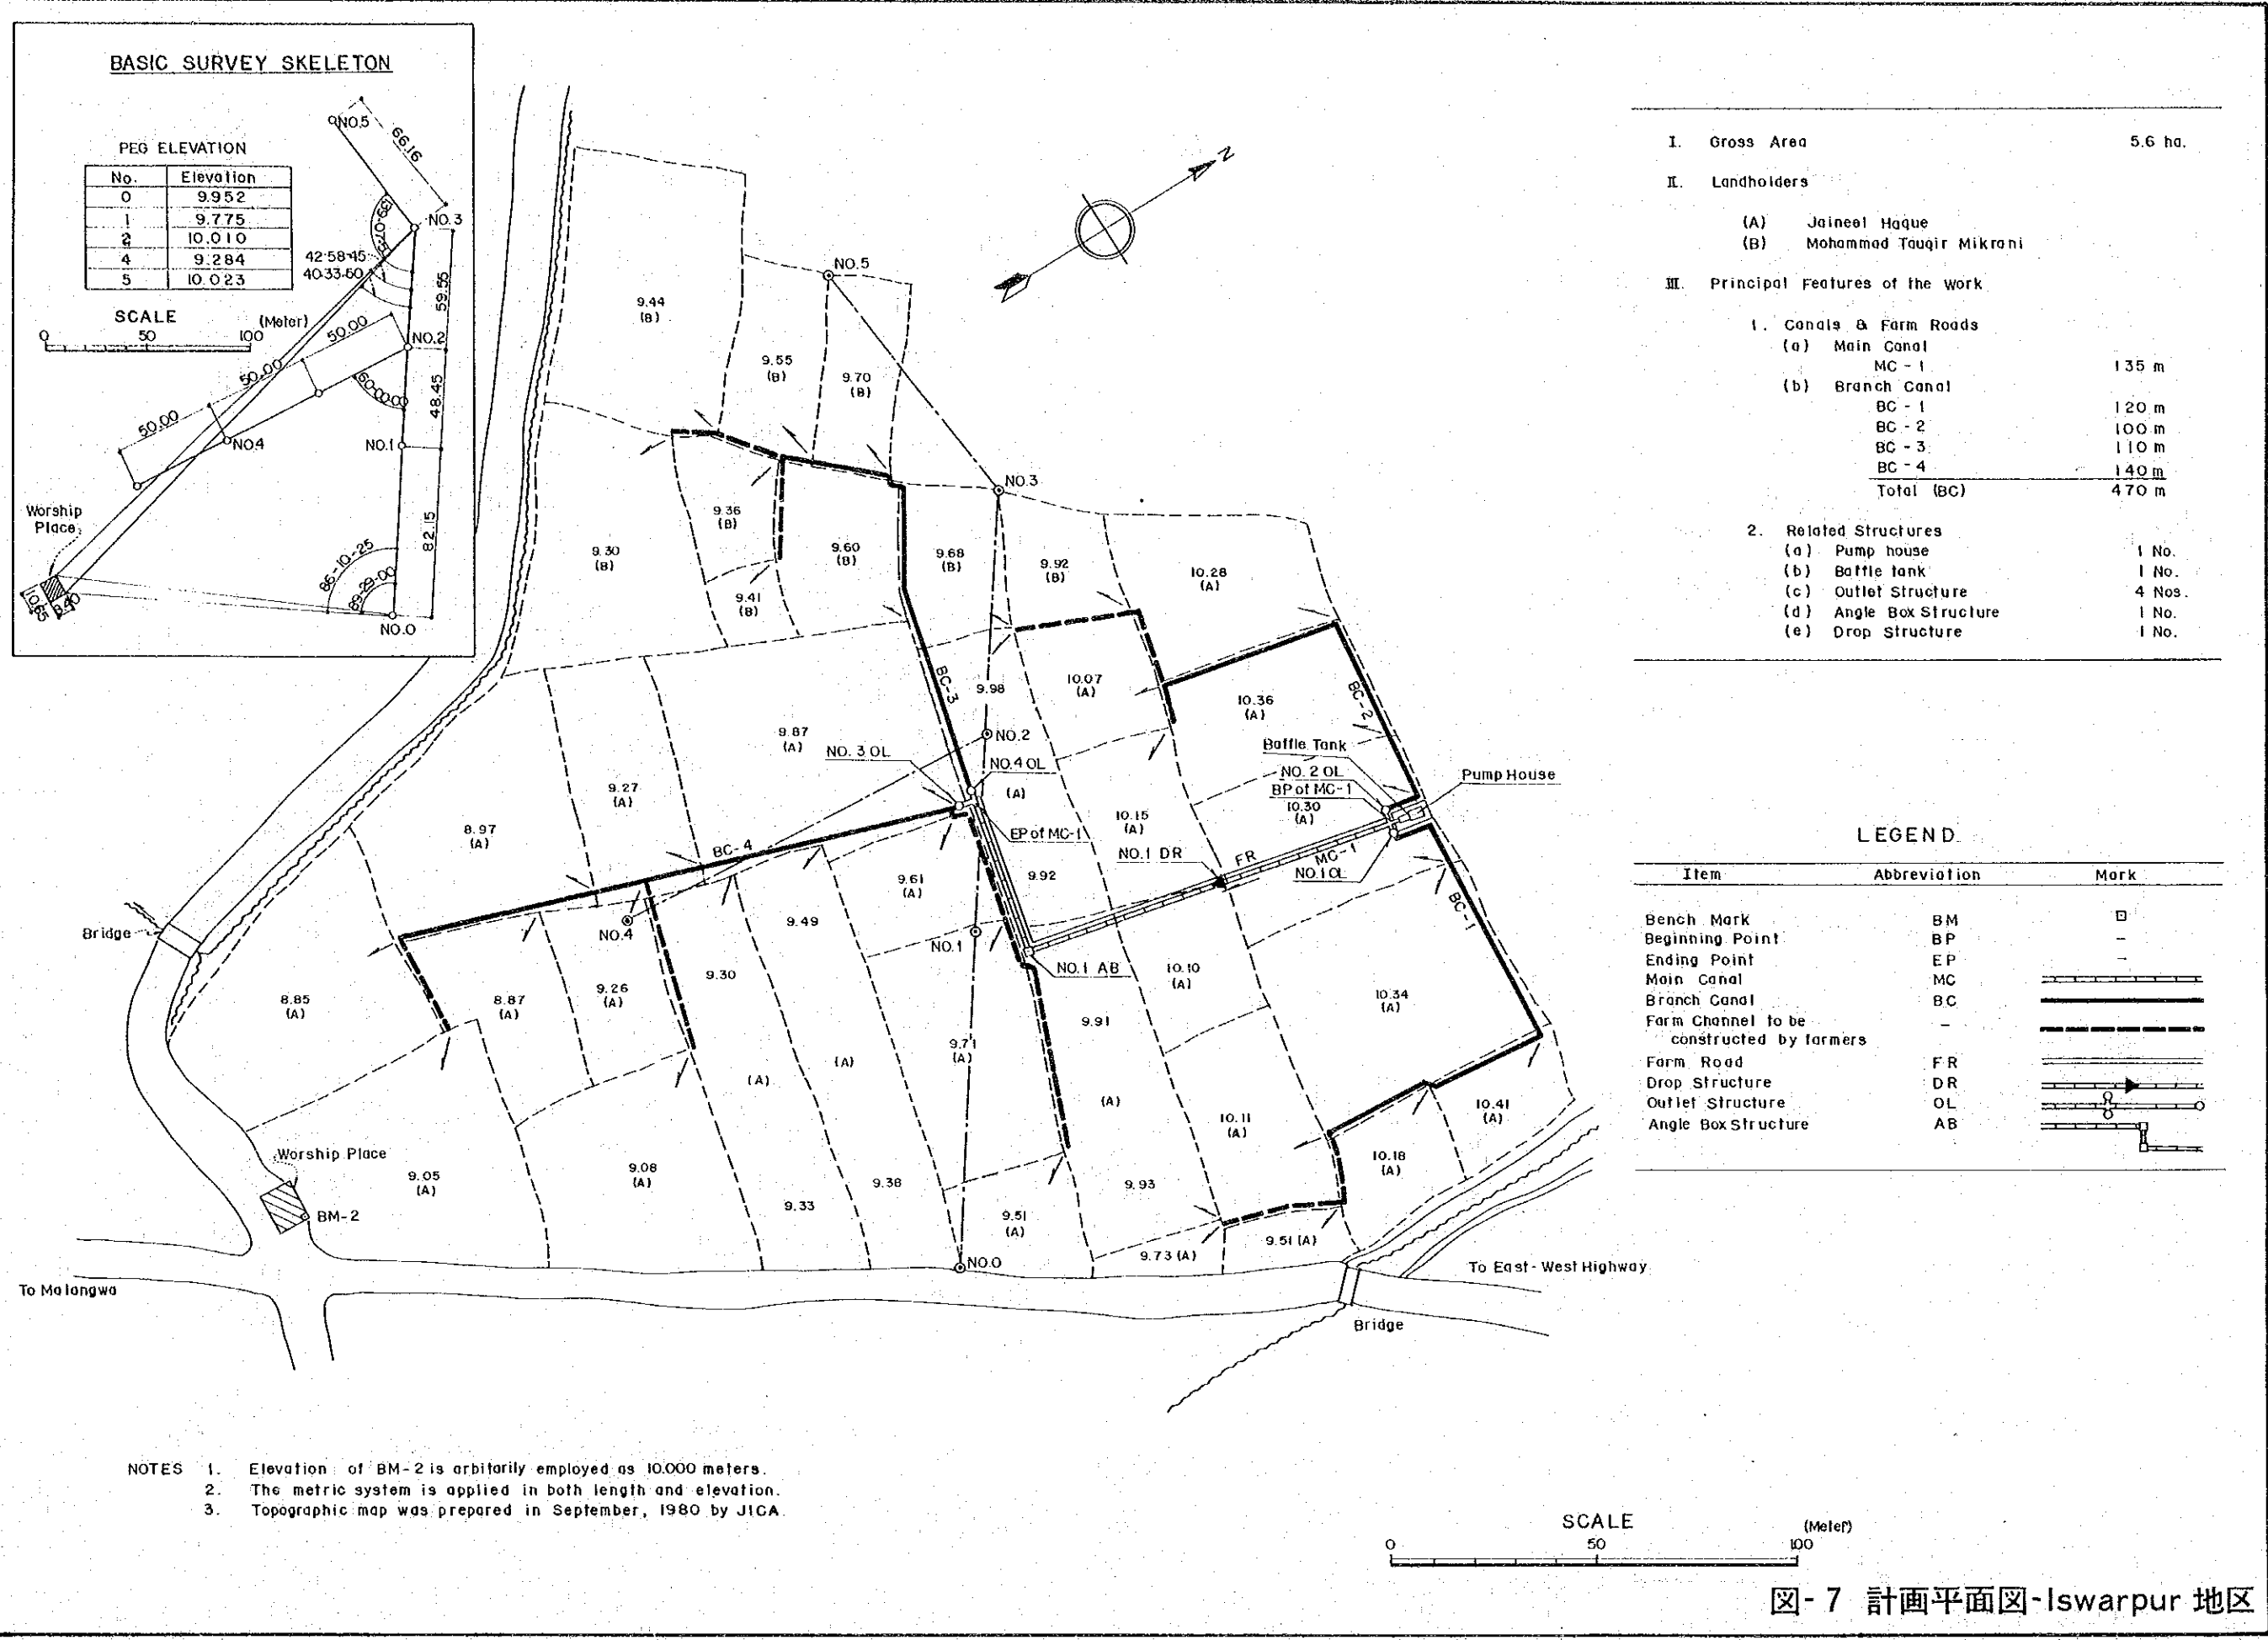 BASIC SURVEY SKELETON
PEG ELEVATION
No. Elevation
0 9.952
1 9.775
2 10.010
4 9.284
5 10.023
SCALE
0 50 100 (Meter)
NO.5
66.16
NO.3
42-58-45
40-33-50
59.55
50.00
NO.2
50.00
60-00-00
48.45
50.00
NO.4
NO.1
Worship
Place
82.15
86-10-25
89-29-00
10.65
8.40
NO.0
N
I. Gross Area 5.6 ha.
II. Landholders
(A) Jaineel Haque
(B) Mohammad Tauqir Mikrani
III. Principal Features of the Work
1. Canals & Farm Roads
(a) Main Canal
MC - 1 135 m
(b) Branch Canal
BC - 1 120 m
BC - 2 100 m
BC - 3 110 m
BC - 4 140 m
Total (BC) 470 m
2. Related Structures
(a) Pump house 1 No.
(b) Baffle tank 1 No.
(c) Outlet Structure 4 Nos.
(d) Angle Box Structure 1 No.
(e) Drop Structure 1 No.
NO.5
9.44
(B)
9.55
(B)
9.70
(B)
NO.3
9.36
(B)
9.30
(B)
9.60
(B)
9.68
(B)
9.92
(B)
10.28
(A)
9.41
(B)
BC-3
9.98
10.07
(A)
10.36
(A)
BC-2
9.87
(A)
NO. 3 OL
NO.2
NO.4 OL
Baffle Tank
NO. 2 OL
BP of MC-1
Pump House
9.27
(A)
(A)
10.30
(A)
10.15
(A)
8.97
(A)
EP of MC-1
BC-4
NO.1 DR
FR
MC-1
NO.1 OL
9.61
(A)
9.92
BC-1
9.49
Bridge
NO.4
NO.1
NO.1 AB
9.30
8.85
(A)
8.87
(A)
9.26
(A)
10.10
(A)
10.34
(A)
9.91
9.71
(A)
(A)
(A)
(A)
10.41
(A)
10.11
(A)
Worship Place
9.05
(A)
9.08
(A)
10.18
(A)
9.38
9.93
9.33
BM-2
9.51
(A)
9.73 (A)
9.51 (A)
NO.0
To Malangwa
To East-West Highway
Bridge
LEGEND
Item Abbreviation Mark
Bench Mark BM
Beginning Point BP -
Ending Point EP -
Main Canal MC
Branch Canal BC
Farm Channel to be -
constructed by farmers
Farm Road FR
Drop Structure DR
Outlet Structure OL
Angle Box Structure AB
NOTES 1. Elevation of BM-2 is arbitarily employed as 10.000 meters.
2. The metric system is applied in both length and elevation.
3. Topographic map was prepared in September, 1980 by JICA.
SCALE
(Meter)
0 50 100
図-7 計画平面図-Iswarpur 地区